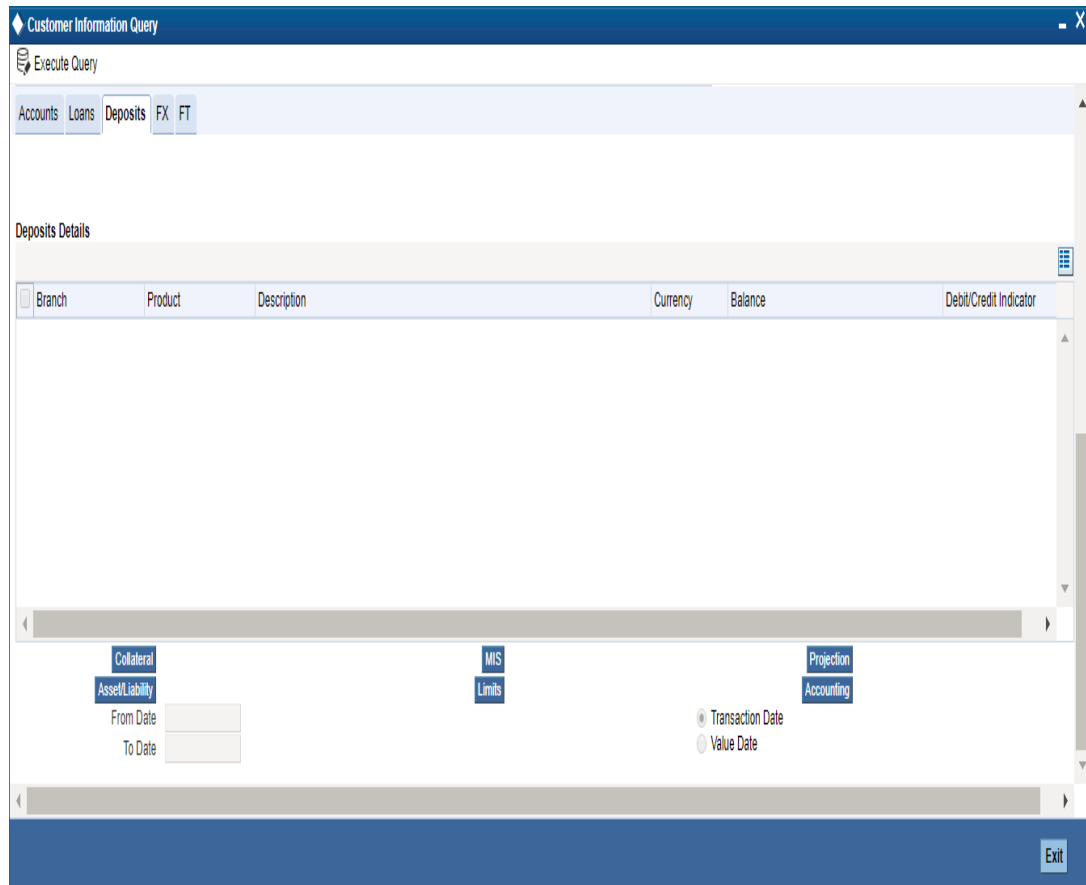 Customer Information Query
Execute Query
Accounts Loans Deposits FX FT
Deposits Details
Branch Product Description Currency Balance Debit/Credit Indicator
Collateral MIS Projection
Asset/Liability Limits Accounting
From Date Transaction Date
To Date Value Date
Exit